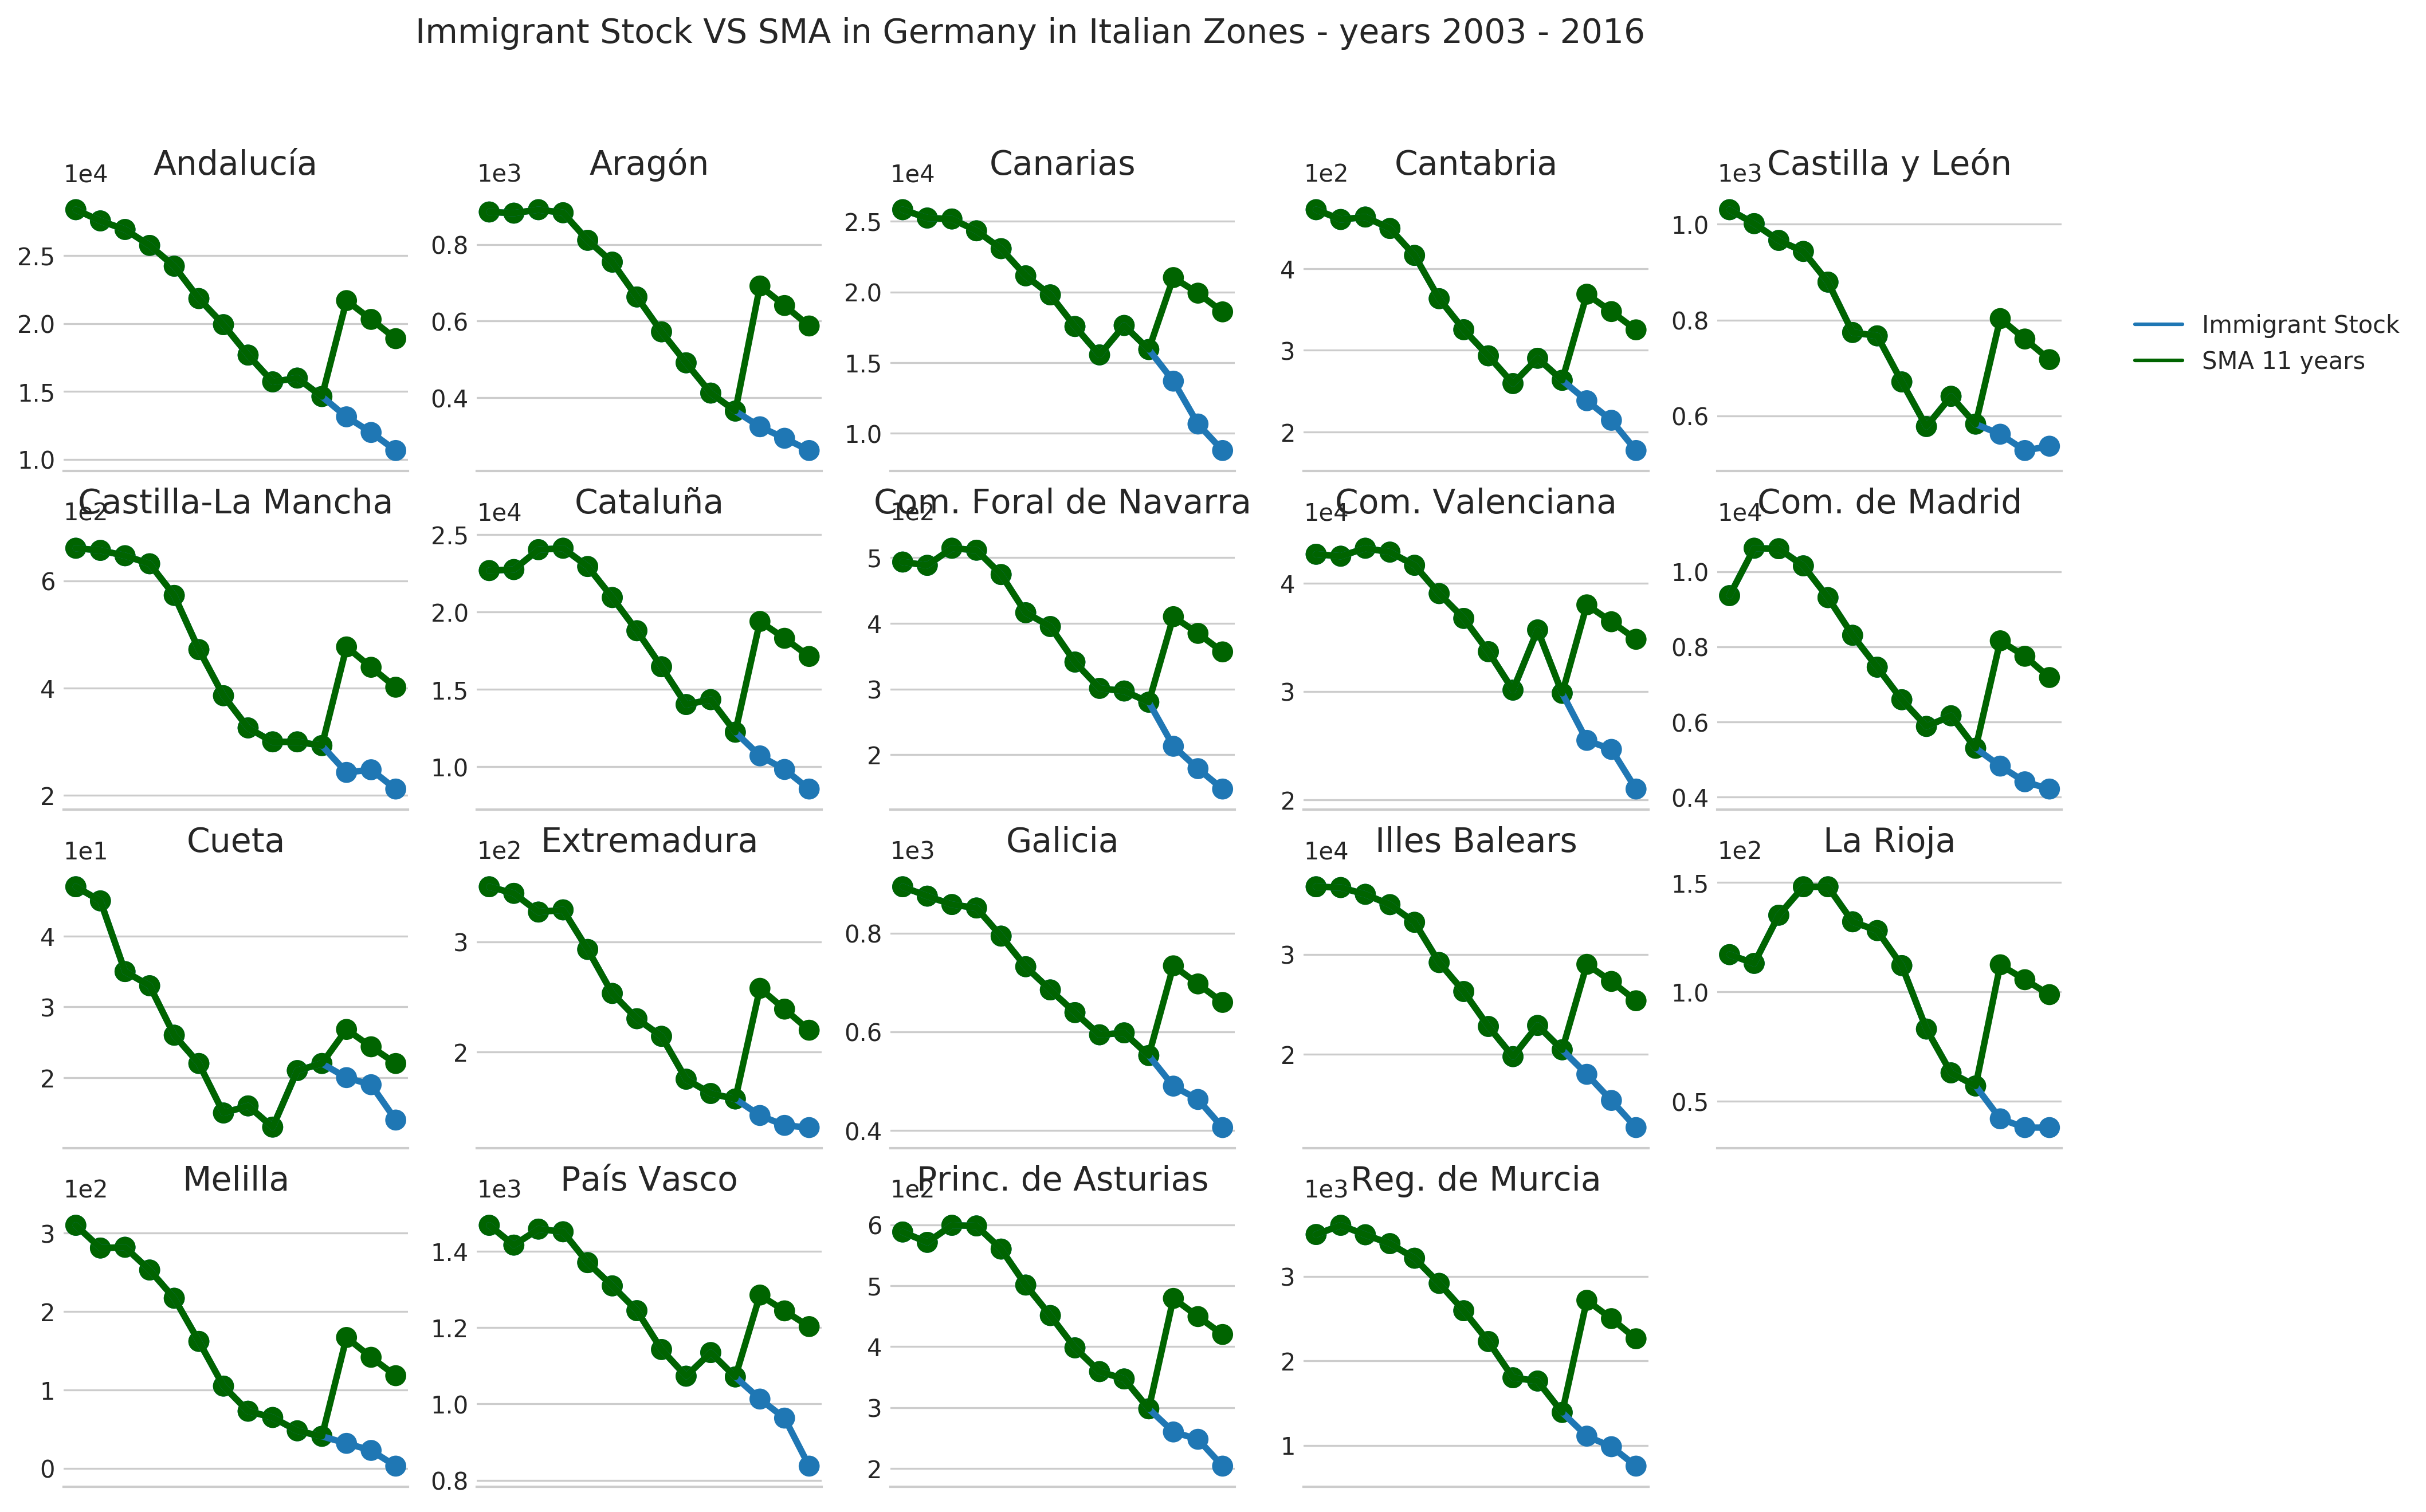 Immigrant Stock VS SMA in Germany in Italian Zones - years 2003 - 2016
Andalucía
1e4
2.5
2.0
1.5
1.0
Aragón
1e3
0.8
0.6
0.4
Canarias
1e4
2.5
2.0
1.5
1.0
Cantabria
1e2
4
3
2
Castilla y León
1e3
1.0
0.8
0.6
Immigrant Stock
SMA 11 years
Castilla-La Mancha
1e2
6
4
2
Cataluña
1e4
2.5
2.0
1.5
1.0
Com. Foral de Navarra
1e2
5
4
3
2
Com. Valenciana
1e4
4
3
2
Com. de Madrid
1e4
1.0
0.8
0.6
0.4
Cueta
1e1
4
3
2
Extremadura
1e2
3
2
Galicia
1e3
0.8
0.6
0.4
Illes Balears
1e4
3
2
La Rioja
1e2
1.5
1.0
0.5
Melilla
1e2
3
2
1
0
País Vasco
1e3
1.4
1.2
1.0
0.8
Princ. de Asturias
1e2
6
5
4
3
2
Reg. de Murcia
1e3
3
2
1